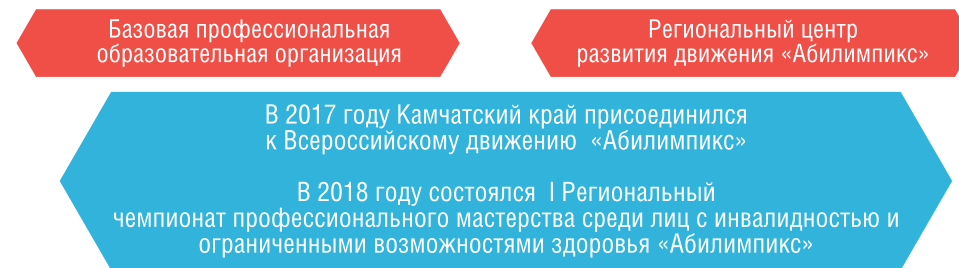 Базовая профессиональная
образовательная организация
Региональный центр
развития движения «Абилимпикс»
В 2017 году Камчатский край присоединился
к Всероссийскому движению «Абилимпикс»
В 2018 году состоялся I Региональный
чемпионат профессионального мастерства среди лиц с инвалидностью и
ограниченными возможностями здоровья «Абилимпикс»